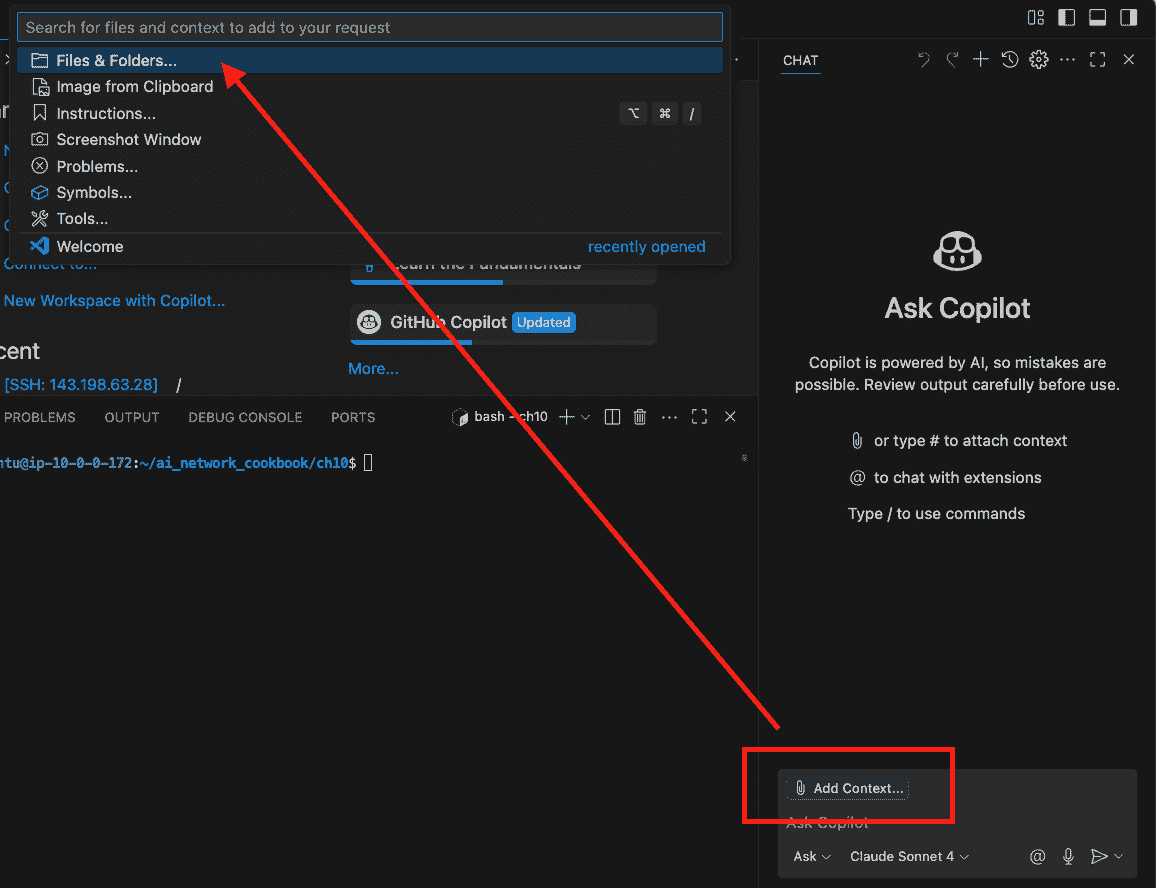 Search for files and context to add to your request
Files & Folders...
Image from Clipboard
Instructions...
⌥ ⌘ /
Screenshot Window
Problems...
Symbols...
Tools...
Welcome
recently opened
Connect to...
Learn the Fundamentals
New Workspace with Copilot...
GitHub Copilot
Updated
cent
More...
[SSH: 143.198.63.28] /
PROBLEMS
OUTPUT
DEBUG CONSOLE
PORTS
bash - ch10
ntu@ip-10-0-0-172:~/ai_network_cookbook/ch10$
CHAT
Ask Copilot
Copilot is powered by AI, so mistakes are
possible. Review output carefully before use.
or type # to attach context
@ to chat with extensions
Type / to use commands
Add Context...
Ask Copilot
Ask
Claude Sonnet 4
@